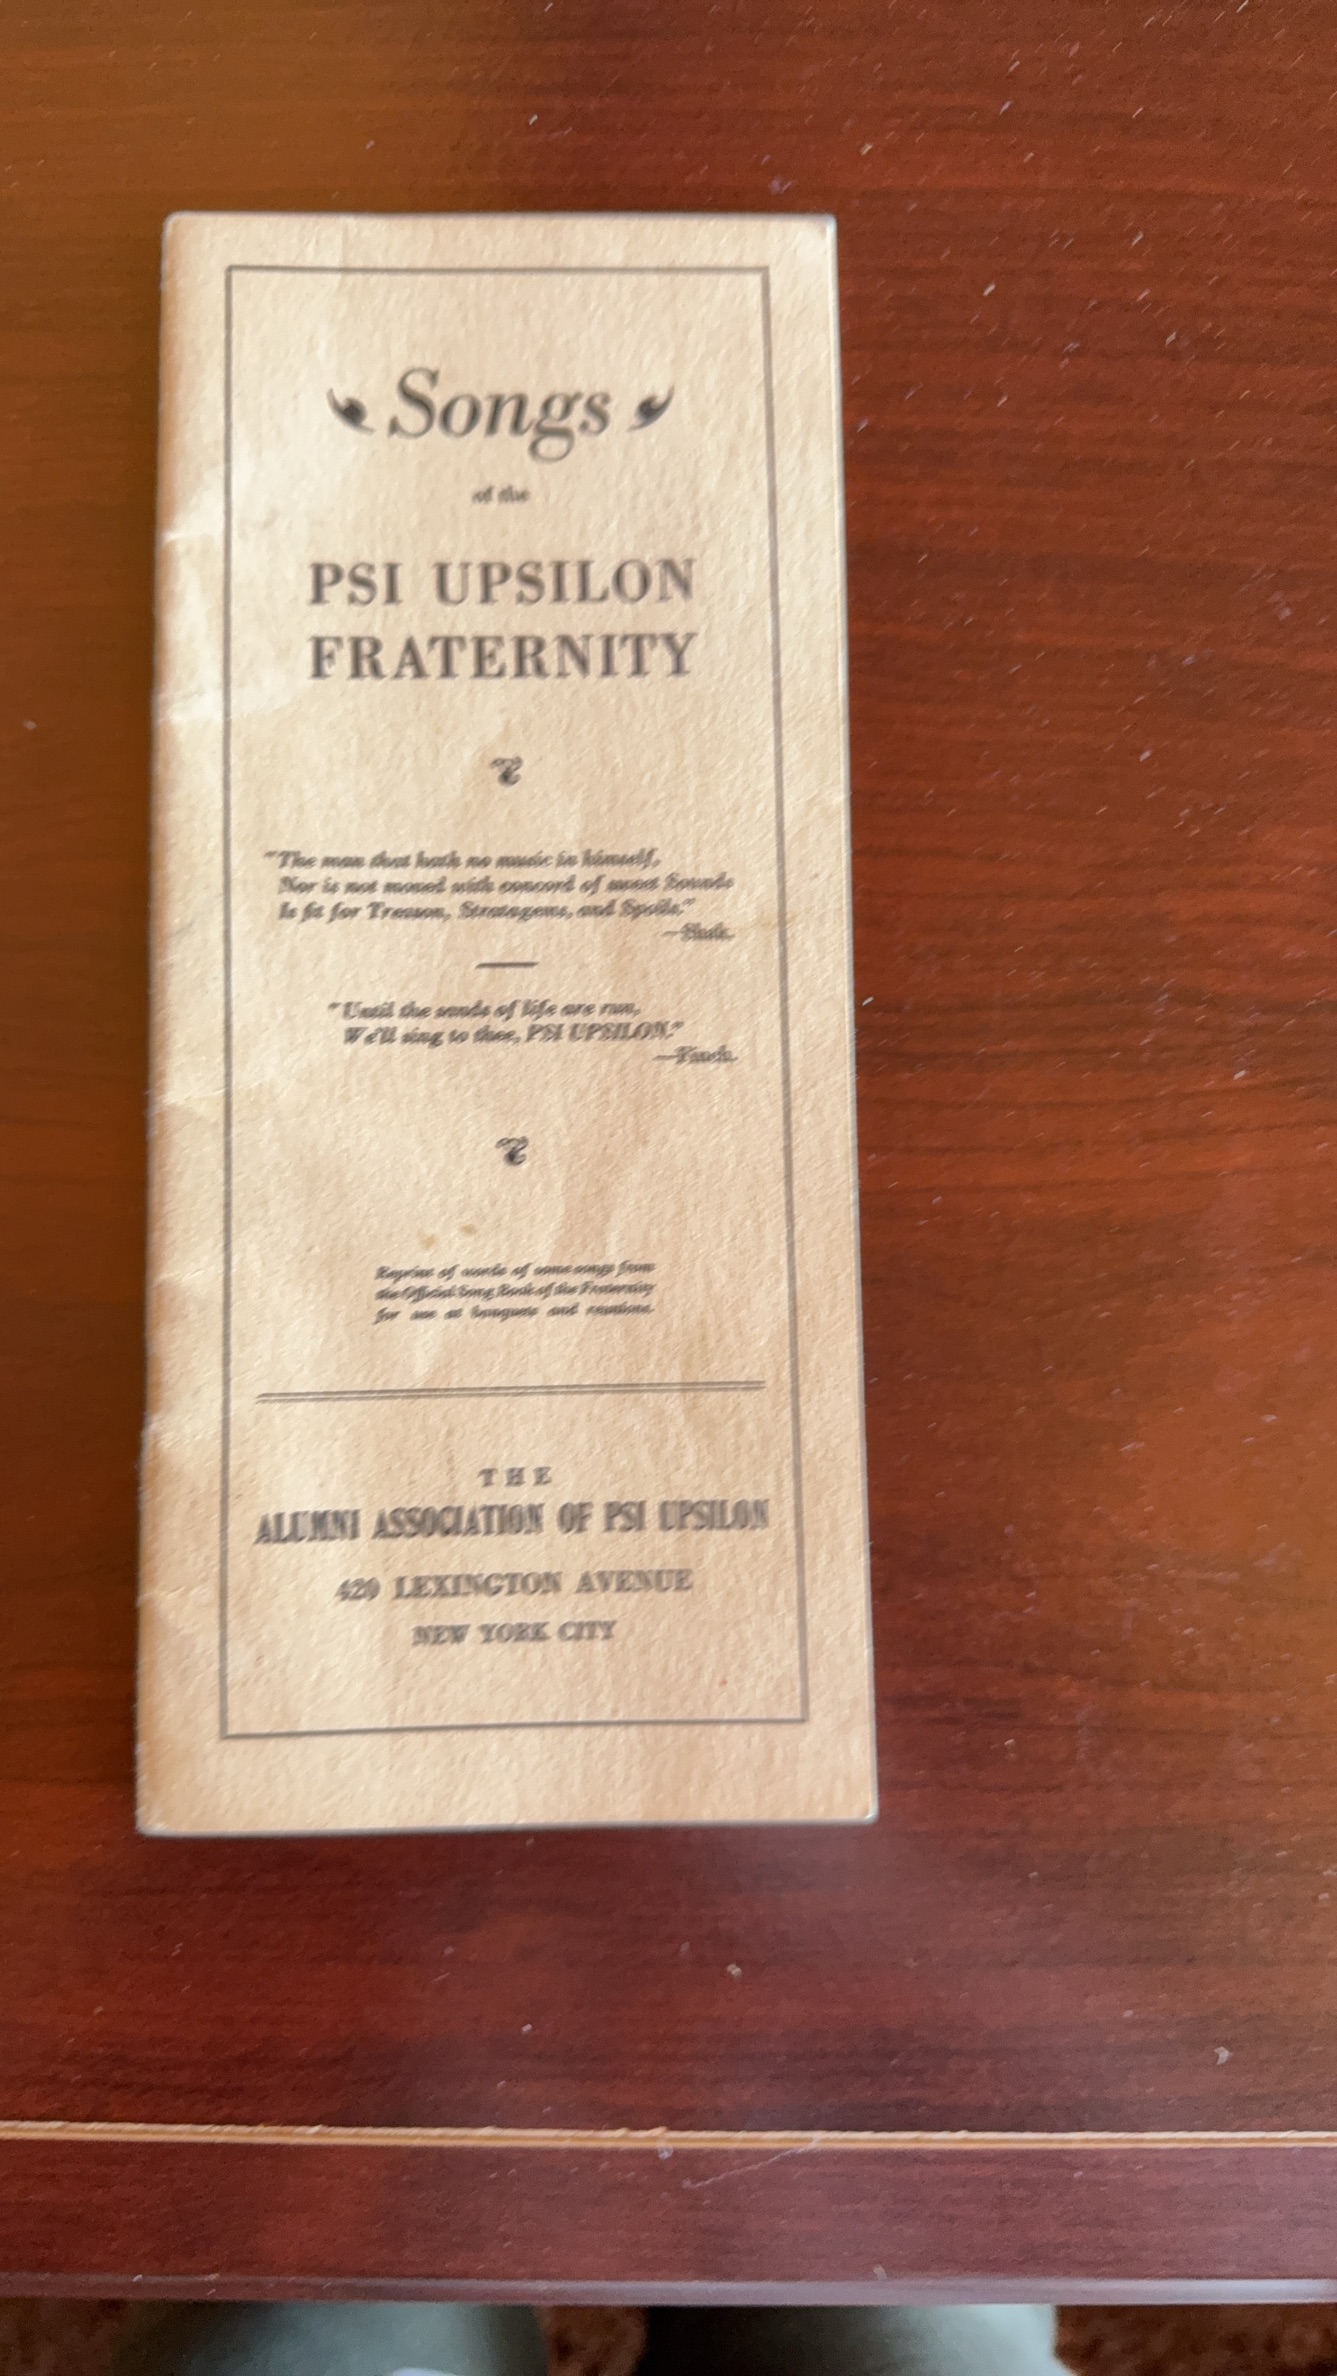 Songs
of the
PSI UPSILON
FRATERNITY
"The man that hath no music in himself,
Nor is not moved with concord of sweet Sounds
Is fit for Treason, Stratagems, and Spoils."
"Until the sands of life are run,
We'll sing to thee, PSI UPSILON."
—Finch.
Reprint of words of some songs from
the Official Song Book of the Fraternity
for use at banquets and reunions.
THE
ALUMNI ASSOCIATION OF PSI UPSILON
420 LEXINGTON AVENUE
NEW YORK CITY